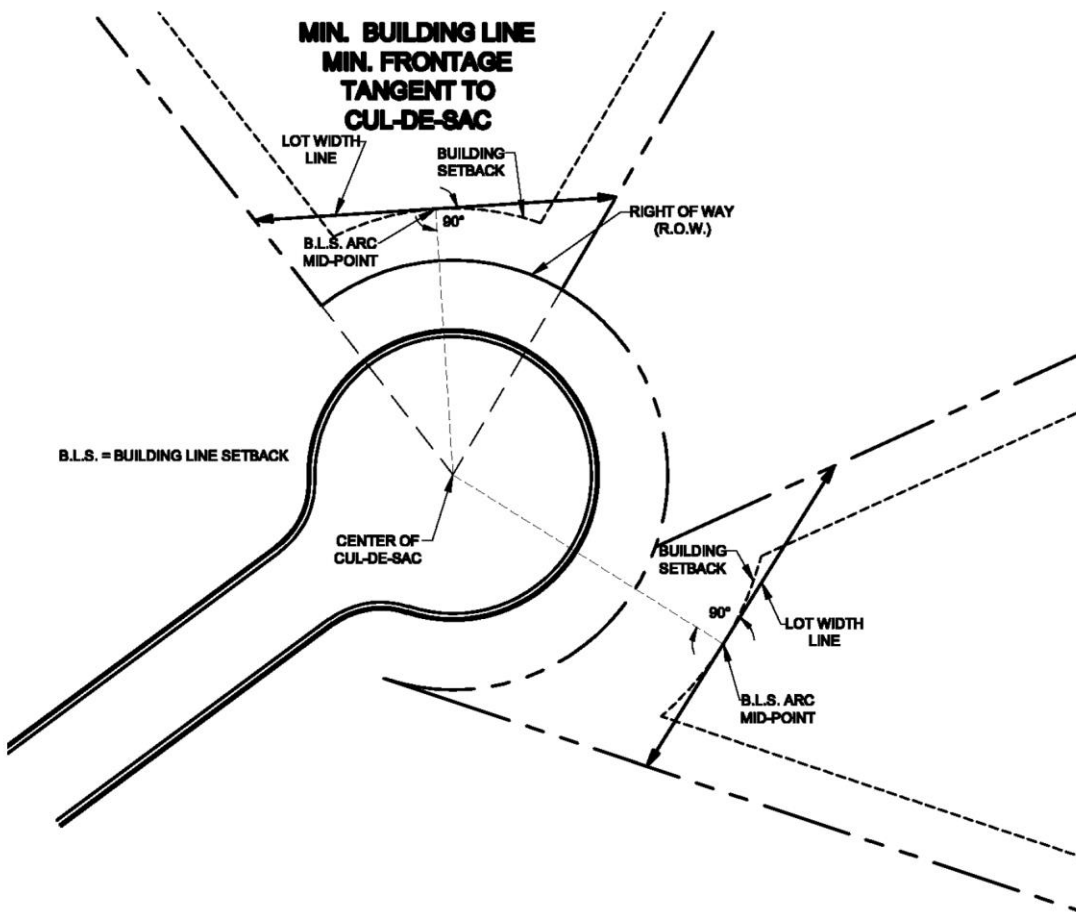 MIN. BUILDING LINE
MIN. FRONTAGE
TANGENT TO
CUL-DE-SAC
LOT WIDTH
LINE
BUILDING
SETBACK
RIGHT OF WAY
(R.O.W.)
90°
B.L.S. ARC
MID-POINT
B.L.S. = BUILDING LINE SETBACK
CENTER OF
CUL-DE-SAC
BUILDING
SETBACK
90°
LOT WIDTH
LINE
B.L.S. ARC
MID-POINT